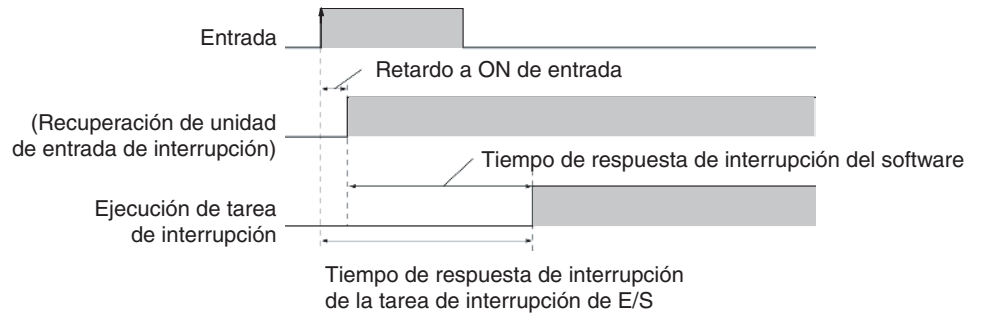 Entrada
Retardo a ON de entrada
(Recuperación de unidad
de entrada de interrupción)
Tiempo de respuesta de interrupción del software
Ejecución de tarea
de interrupción
Tiempo de respuesta de interrupción
de la tarea de interrupción de E/S